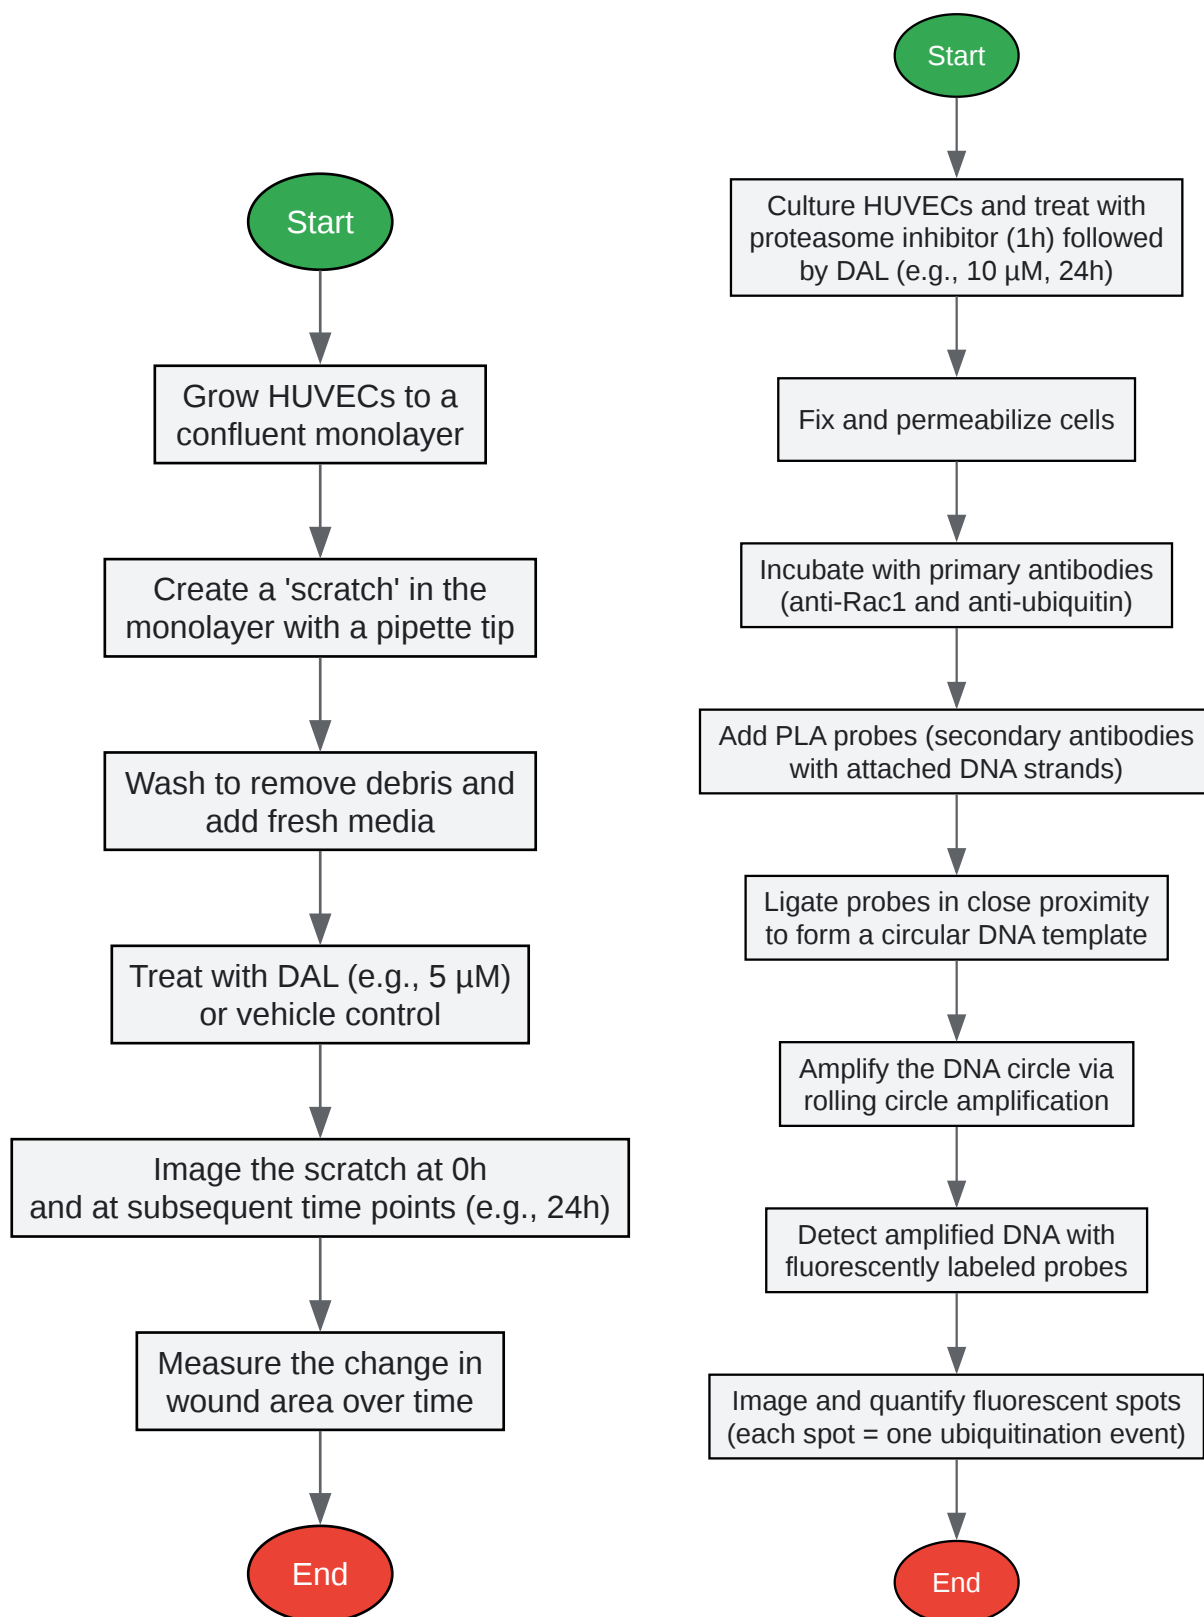 Start
Grow HUVECs to a
confluent monolayer
Create a 'scratch' in the
monolayer with a pipette tip
Wash to remove debris and
add fresh media
Treat with DAL (e.g., 5 µM)
or vehicle control
Image the scratch at 0h
and at subsequent time points (e.g., 24h)
Measure the change in
wound area over time
End
Start
Culture HUVECs and treat with
proteasome inhibitor (1h) followed
by DAL (e.g., 10 µM, 24h)
Fix and permeabilize cells
Incubate with primary antibodies
(anti-Rac1 and anti-ubiquitin)
Add PLA probes (secondary antibodies
with attached DNA strands)
Ligate probes in close proximity
to form a circular DNA template
Amplify the DNA circle via
rolling circle amplification
Detect amplified DNA with
fluorescently labeled probes
Image and quantify fluorescent spots
(each spot = one ubiquitination event)
End